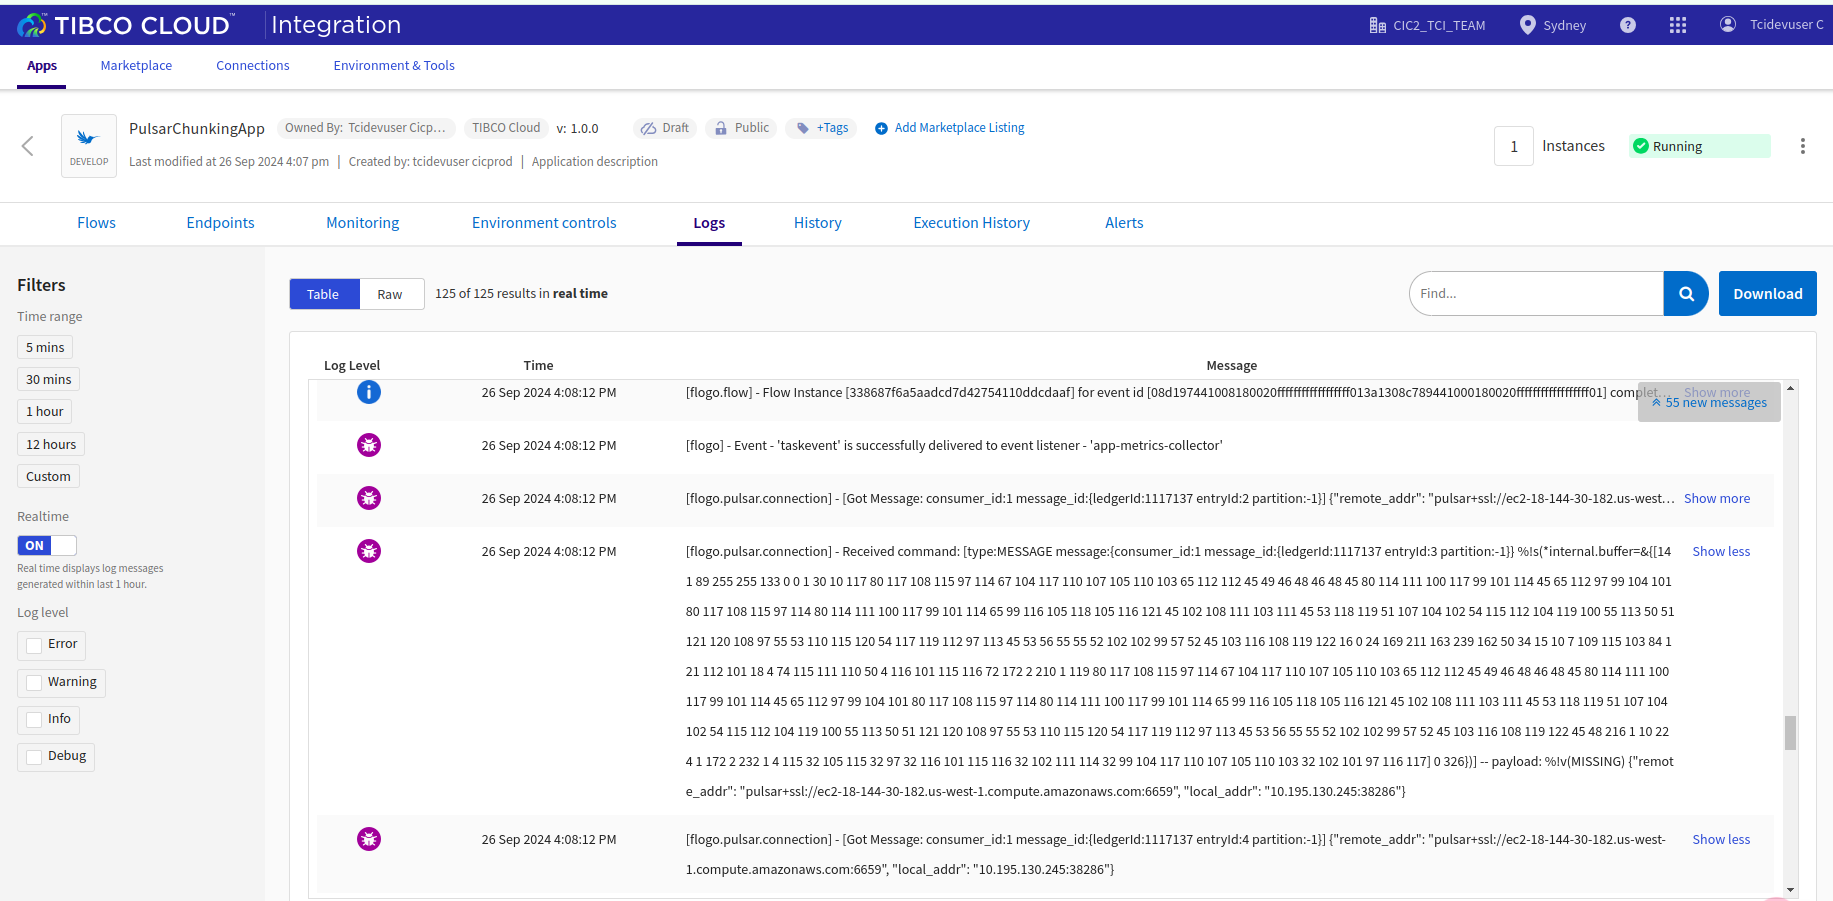 TIBCO CLOUD™ Integration
CIC2_TCI_TEAM Sydney ? Tcidevuser C
Apps Marketplace Connections Environment & Tools
DEVELOP
PulsarChunkingApp Owned By: Tcidevuser Cicp... TIBCO Cloud v: 1.0.0 Draft Public +Tags Add Marketplace Listing
Last modified at 26 Sep 2024 4:07 pm | Created by: tcidevuser cicprod | Application description
1 Instances Running
Flows Endpoints Monitoring Environment controls Logs History Execution History Alerts
Filters
Time range
5 mins
30 mins
1 hour
12 hours
Custom
Realtime
ON
Real time displays log messages
generated within last 1 hour.
Log level
Error
Warning
Info
Debug
Table Raw 125 of 125 results in real time
Find... Download
Log Level Time Message
26 Sep 2024 4:08:12 PM [flogo.flow] - Flow Instance [338687f6a5aadcd7d42754110ddcdaaf] for event id [08d197441008180020ffffffffffffffffff013a1308c789441000180020ffffffffffffffffff01] complet... Show more
55 new messages
26 Sep 2024 4:08:12 PM [flogo] - Event - 'taskevent' is successfully delivered to event listener - 'app-metrics-collector'
26 Sep 2024 4:08:12 PM [flogo.pulsar.connection] - [Got Message: consumer_id:1 message_id:{ledgerId:1117137 entryId:2 partition:-1}] {"remote_addr": "pulsar+ssl://ec2-18-144-30-182.us-west... Show more
26 Sep 2024 4:08:12 PM [flogo.pulsar.connection] - Received command: [type:MESSAGE message:{consumer_id:1 message_id:{ledgerId:1117137 entryId:3 partition:-1}} %!s(*internal.buffer=&{[14 Show less
1 89 255 255 133 0 0 1 30 10 117 80 117 108 115 97 114 67 104 117 110 107 105 110 103 65 112 112 45 49 46 48 46 48 45 80 114 111 100 117 99 101 114 45 65 112 97 99 104 101
80 117 108 115 97 114 80 114 111 100 117 99 101 114 65 99 116 105 118 105 116 121 45 102 108 111 103 111 45 53 118 119 51 107 104 102 54 115 112 104 119 100 55 113 50 51
121 120 108 97 55 53 110 115 120 54 117 119 112 97 113 45 53 56 55 55 52 102 102 99 57 52 45 103 116 108 119 122 16 0 24 169 211 163 239 162 50 34 15 10 7 109 115 103 84 1
21 112 101 18 4 74 115 111 110 50 4 116 101 115 116 72 172 2 210 1 119 80 117 108 115 97 114 67 104 117 110 107 105 110 103 65 112 112 45 49 46 48 46 48 45 80 114 111 100
117 99 101 114 45 65 112 97 99 104 101 80 117 108 115 97 114 80 114 111 100 117 99 101 114 65 99 116 105 118 105 116 121 45 102 108 111 103 111 45 53 118 119 51 107 104
102 54 115 112 104 119 100 55 113 50 51 121 120 108 97 55 53 110 115 120 54 117 119 112 97 113 45 53 56 55 55 52 102 102 99 57 52 45 103 116 108 119 122 45 48 216 1 10 22
4 1 172 2 232 1 4 115 32 105 115 32 97 32 116 101 115 116 32 102 111 114 32 99 104 117 110 107 105 110 103 32 102 101 97 116 117] 0 326})] -- payload: %!v(MISSING) {"remot
e_addr": "pulsar+ssl://ec2-18-144-30-182.us-west-1.compute.amazonaws.com:6659", "local_addr": "10.195.130.245:38286"}
26 Sep 2024 4:08:12 PM [flogo.pulsar.connection] - [Got Message: consumer_id:1 message_id:{ledgerId:1117137 entryId:4 partition:-1}] {"remote_addr": "pulsar+ssl://ec2-18-144-30-182.us-west- Show less
1.compute.amazonaws.com:6659", "local_addr": "10.195.130.245:38286"}